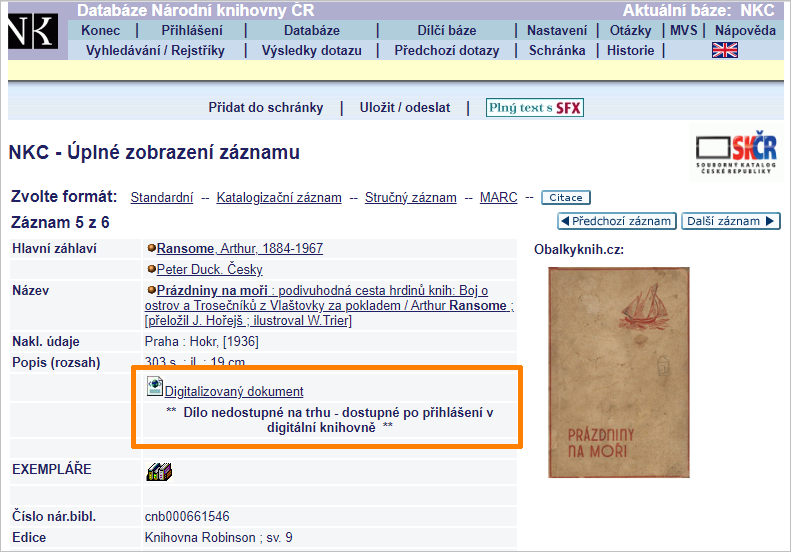 Databáze Národní knihovny ČR
Aktuální báze: NKC
NK
Konec | Přihlášení | Databáze | Dílčí báze | Nastavení | Otázky | MVS | Nápověda
Vyhledávání / Rejstříky | Výsledky dotazu | Předchozí dotazy | Schránka | Historie |
Přidat do schránky | Uložit / odeslat | Plný text s SFX
NKC - Úplné zobrazení záznamu
SKČR
SOUBORNÝ KATALOG
ČESKÉ REPUBLIKY
Zvolte formát: Standardní -- Katalogizační záznam -- Stručný záznam -- MARC -- Citace
Záznam 5 z 6
Předchozí záznam Další záznam
Hlavní záhlaví Ransome, Arthur, 1884-1967
Peter Duck. Česky
Název Prázdniny na moři : podivuhodná cesta hrdinů knih: Boj o
ostrov a Trosečníků z Vlaštovky za pokladem / Arthur Ransome ;
[přeložil J. Hořejš ; ilustroval W.Trier]
Nakl. údaje Praha : Hokr, [1936]
Popis (rozsah) 303 s. : il. ; 19 cm
Digitalizovaný dokument
** Dílo nedostupné na trhu - dostupné po přihlášení v
digitální knihovně **
EXEMPLÁŘE
Číslo nár.bibl. cnb000661546
Edice Knihovna Robinson ; sv. 9
Obalkyknih.cz:
PRÁZDNINY
NA MOŘI